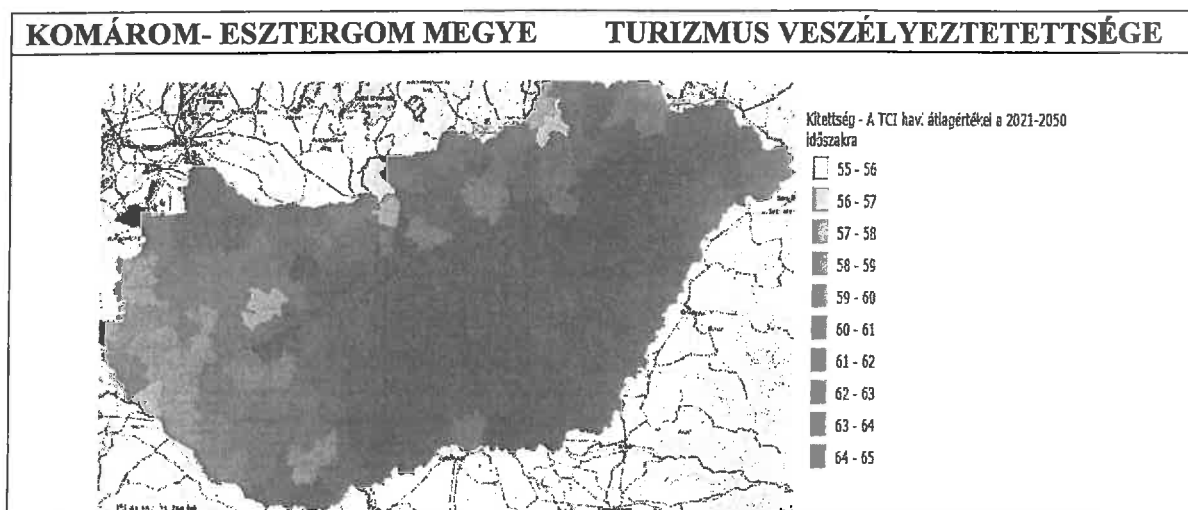 KOMÁROM- ESZTERGOM MEGYE TURIZMUS VESZÉLYEZTETETTSÉGE
Kitettség - A TCI havi átlagértékei a 2021-2050
időszakra
55 - 56
56 - 57
57 - 58
58 - 59
59 - 60
60 - 61
61 - 62
62 - 63
63 - 64
64 - 65